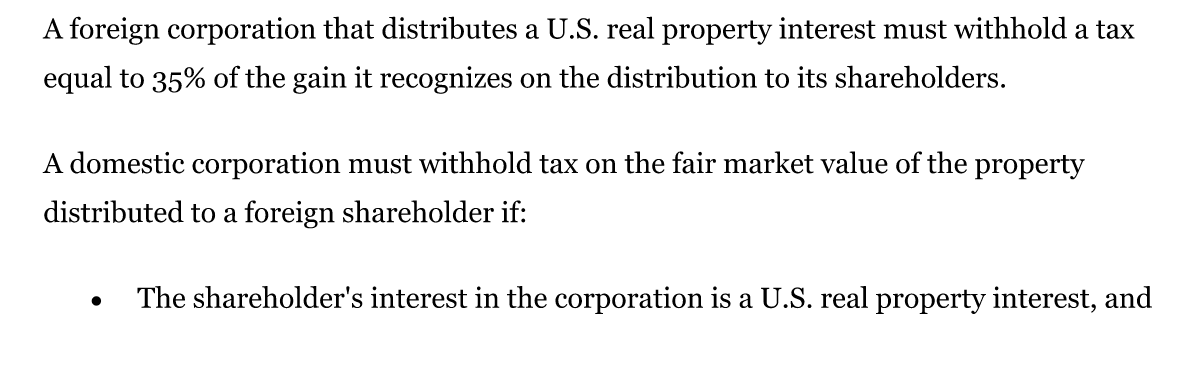 A foreign corporation that distributes a U.S. real property interest must withhold a tax
equal to 35% of the gain it recognizes on the distribution to its shareholders.
A domestic corporation must withhold tax on the fair market value of the property
distributed to a foreign shareholder if:
• The shareholder's interest in the corporation is a U.S. real property interest, and